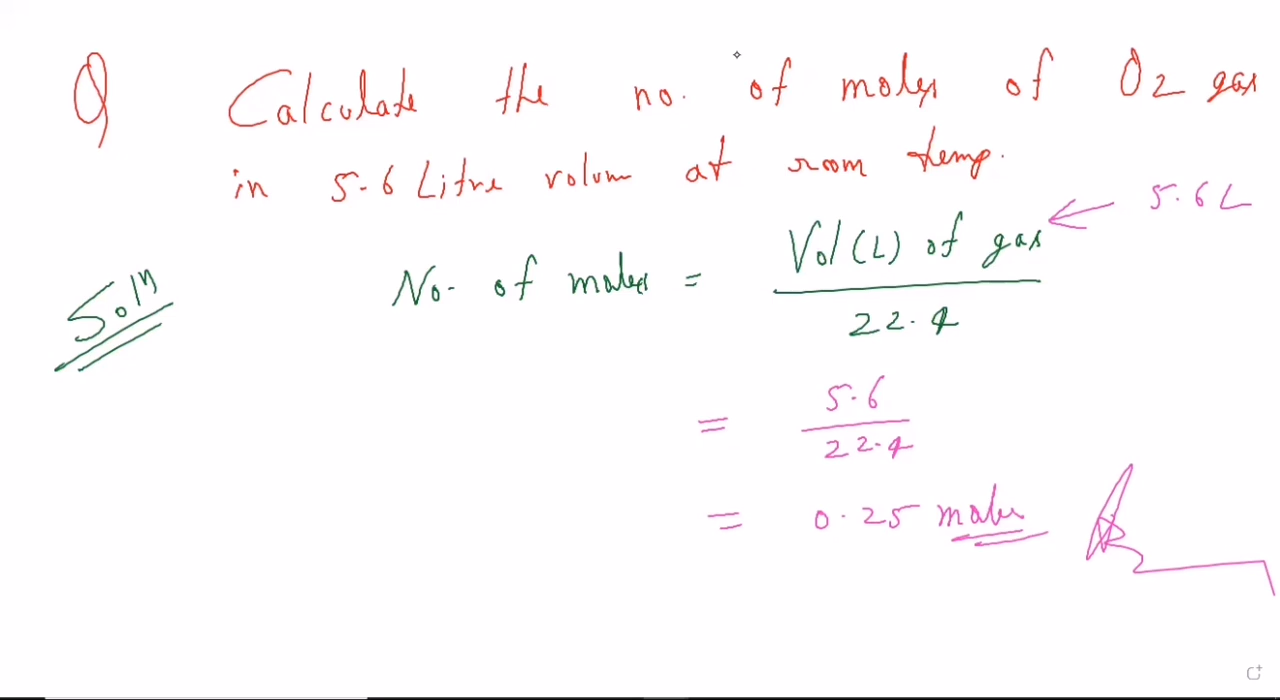 Q Calculate the no. of moles of O2 gas
in 5.6 Litre volum at room temp.
5.6 L
Soln No. of moles = Vol(L) of gas
22.4
= 5.6
22.4
= 0.25 moles